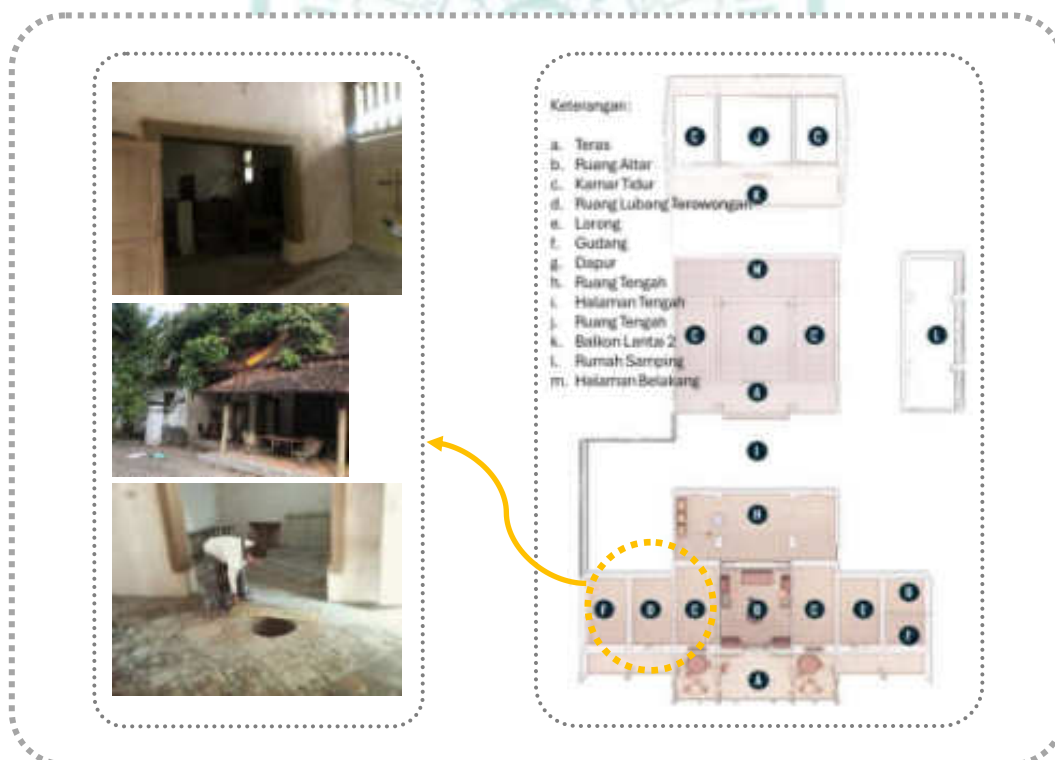 Keterangan:
a. Teras
b. Ruang Altar
c. Kamar Tidur
d. Ruang Lubang Terowongan
e. Lorong
f. Gudang
g. Dapur
h. Ruang Tengah
i. Halaman Tengah
j. Ruang Tengah
k. Balkon Lantai 2
l. Rumah Samping
m. Halaman Belakang
C J C
K
H
C B C
L
A
H
F C C
A